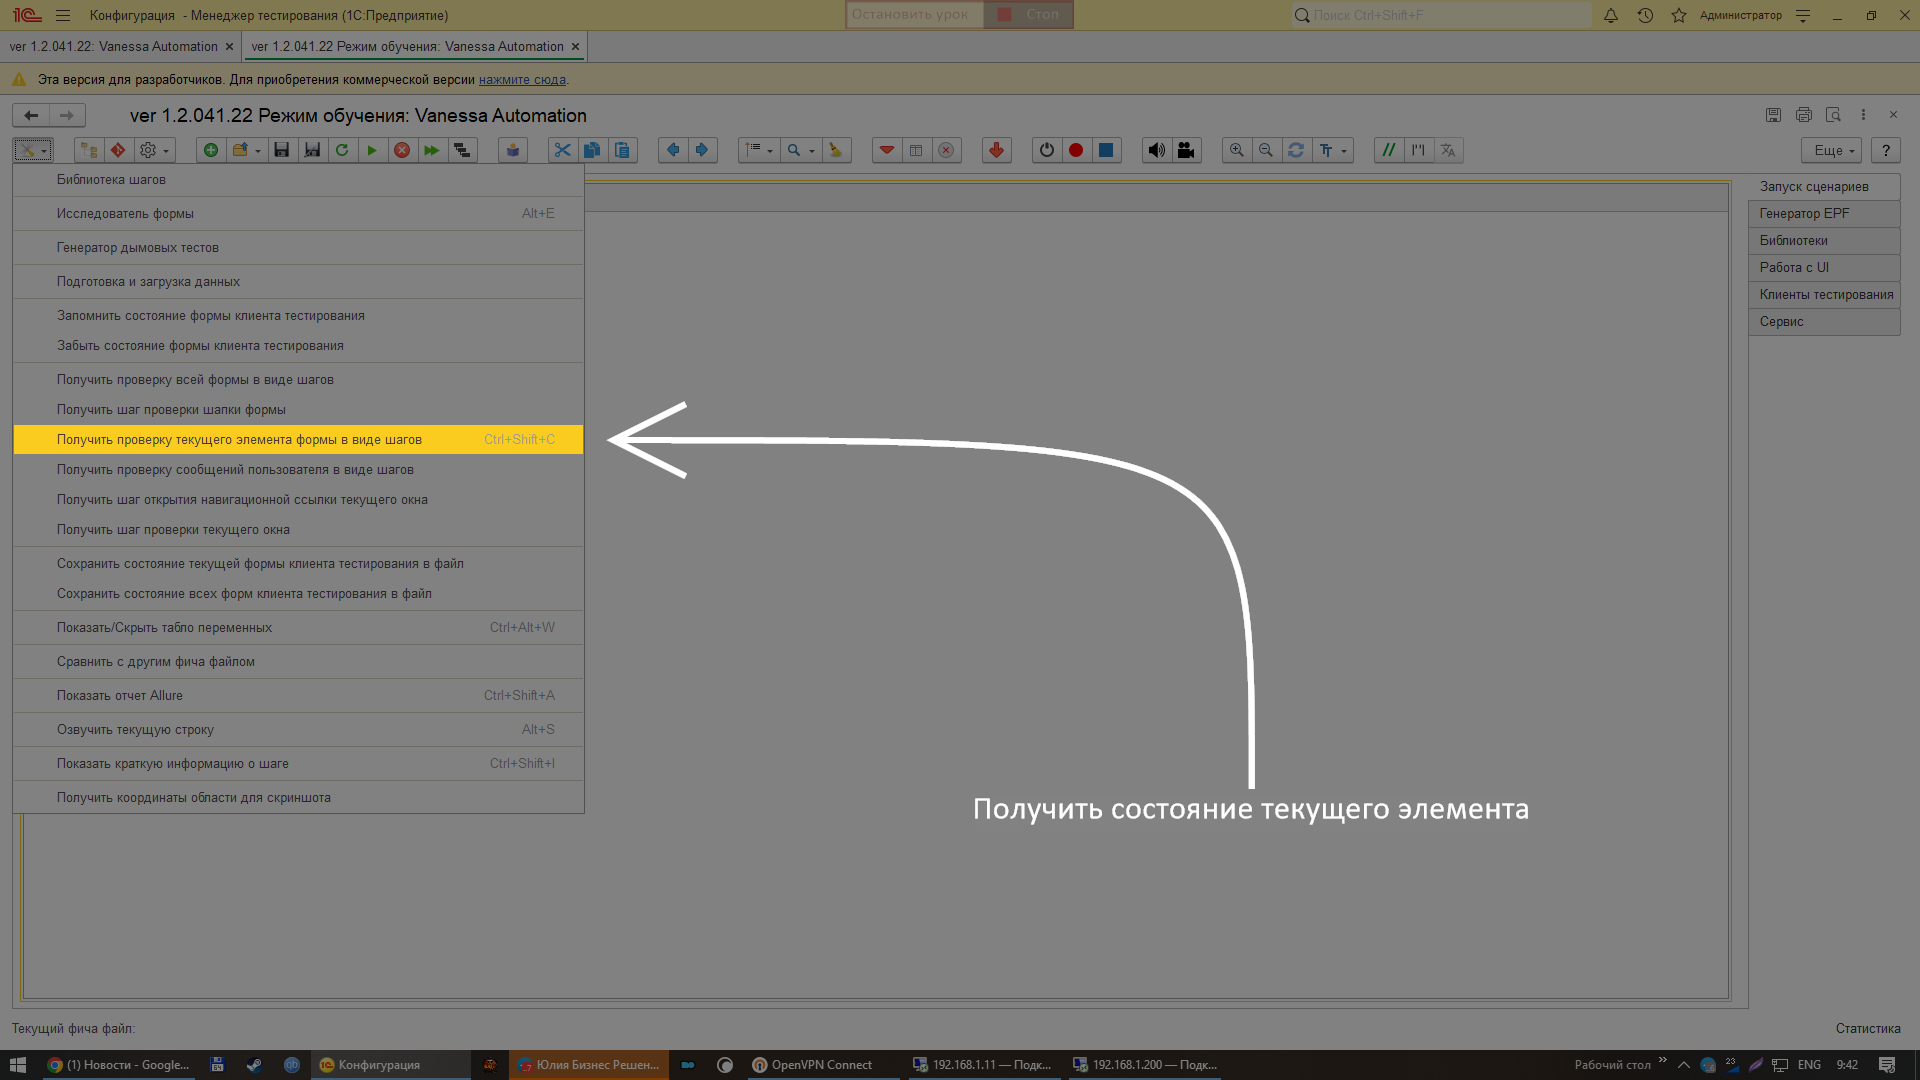 Конфигурация - Менеджер тестирования (1С:Предприятие)
Остановить урок
Стоп
Поиск Ctrl+Shift+F
Администратор
ver 1.2.041.22: Vanessa Automation
ver 1.2.041.22 Режим обучения: Vanessa Automation
Эта версия для разработчиков. Для приобретения коммерческой версии нажмите сюда.
ver 1.2.041.22 Режим обучения: Vanessa Automation
Еще
?
Библиотека шагов
Исследователь формы Alt+E
Генератор дымовых тестов
Подготовка и загрузка данных
Запомнить состояние формы клиента тестирования
Забыть состояние формы клиента тестирования
Получить проверку всей формы в виде шагов
Получить шаг проверки шапки формы
Получить проверку текущего элемента формы в виде шагов Ctrl+Shift+C
Получить проверку сообщений пользователя в виде шагов
Получить шаг открытия навигационной ссылки текущего окна
Получить шаг проверки текущего окна
Сохранить состояние текущей формы клиента тестирования в файл
Сохранить состояние всех форм клиента тестирования в файл
Показать/Скрыть табло переменных Ctrl+Alt+W
Сравнить с другим фича файлом
Показать отчет Allure Ctrl+Shift+A
Озвучить текущую строку Alt+S
Показать краткую информацию о шаге Ctrl+Shift+I
Получить координаты области для скриншота
Запуск сценариев
Генератор EPF
Библиотеки
Работа с UI
Клиенты тестирования
Сервис
Получить состояние текущего элемента
Текущий фича файл:
Статистика
(1) Новости - Google...
Конфигурация
Юлия Бизнес Решен...
OpenVPN Connect
192.168.1.11 — Подк...
192.168.1.200 — Подк...
Рабочий стол
23
ENG
9:42